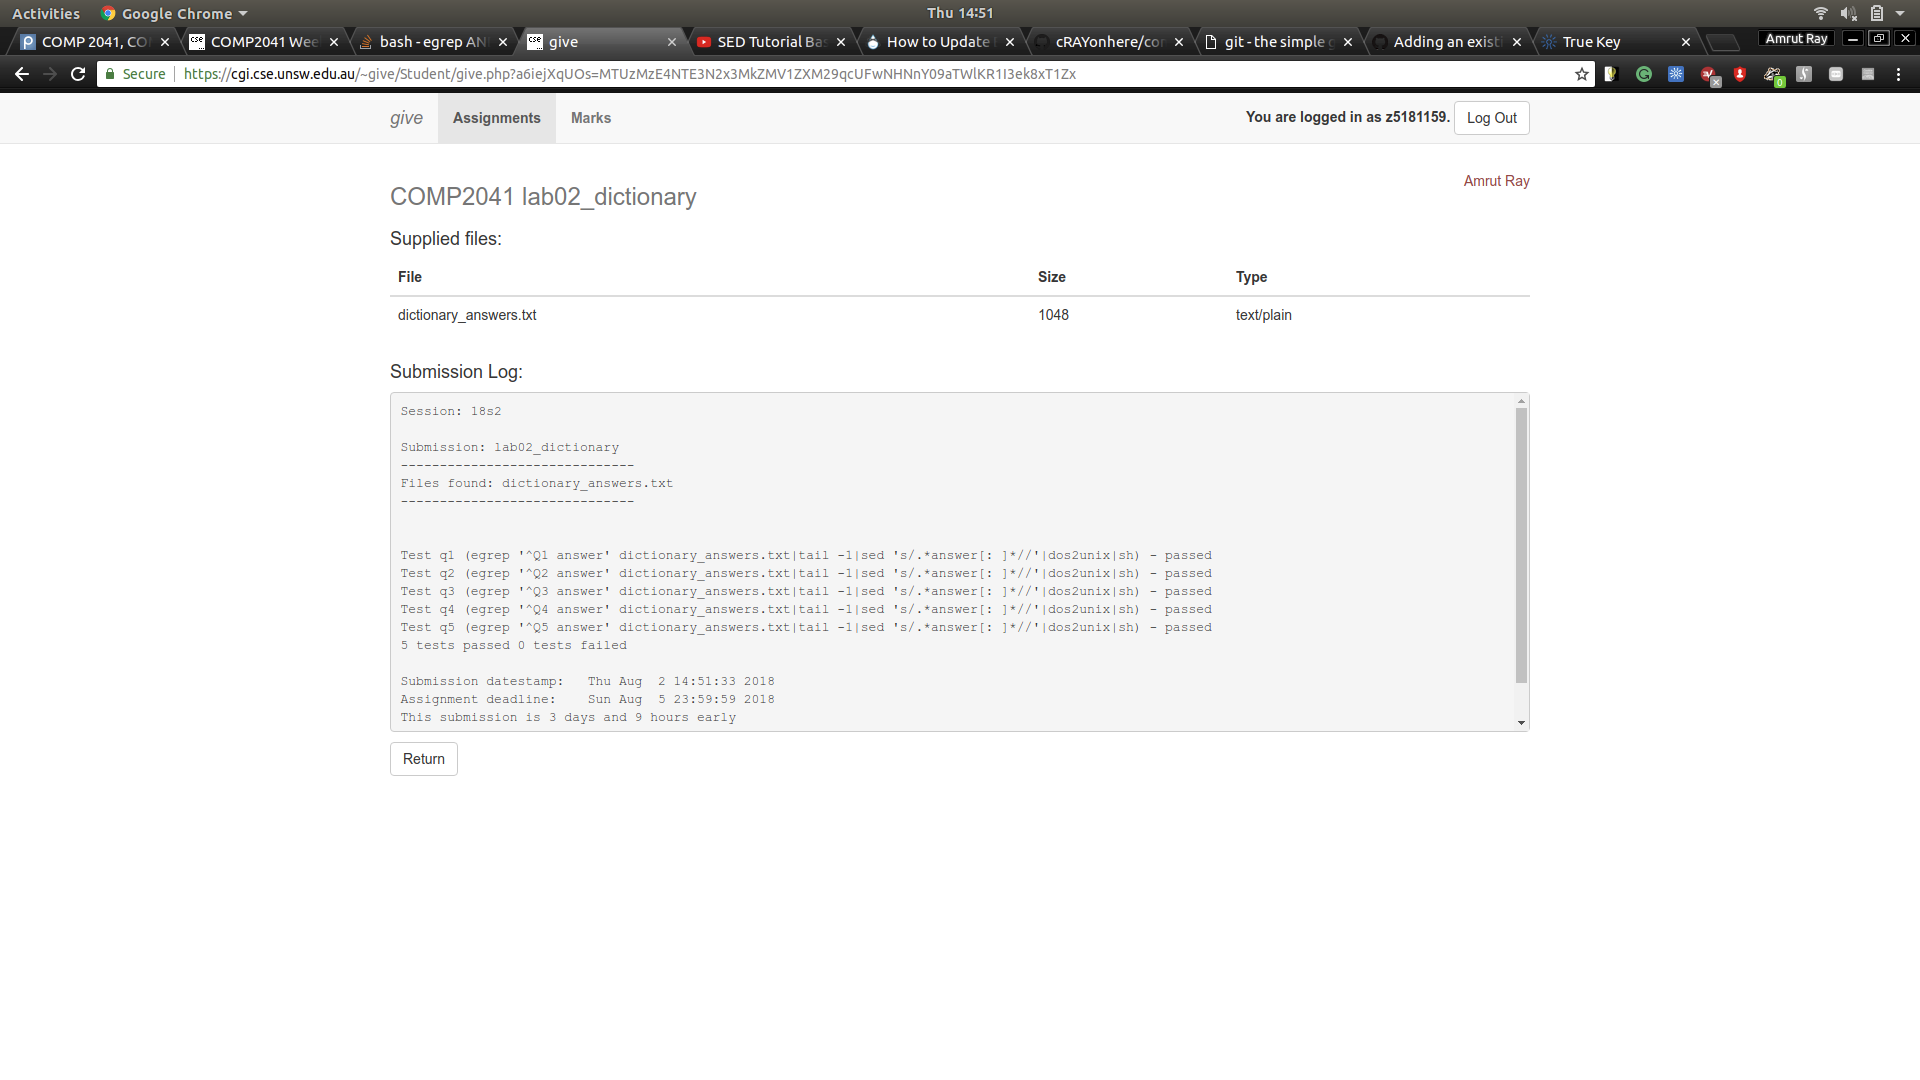 Activities Google Chrome Thu 14:51
COMP 2041, CO COMP2041 Wee bash - egrep AN give SED Tutorial Ba How to Update cRAYonhere/co git - the simple g Adding an exist True Key Amrut Ray
Secure https://cgi.cse.unsw.edu.au/~give/Student/give.php?a6iejXqUOs=MTUzMzE4NTE3N2x3MkZMV1ZXM29qcUFwNHNnY09aTWlKR1I3ek8xT1Zx
give Assignments Marks You are logged in as z5181159. Log Out
Amrut Ray
COMP2041 lab02_dictionary
Supplied files:
File Size Type
dictionary_answers.txt 1048 text/plain
Submission Log:
Session: 18s2
Submission: lab02_dictionary
------------------------------
Files found: dictionary_answers.txt
------------------------------
Test q1 (egrep '^Q1 answer' dictionary_answers.txt|tail -1|sed 's/.*answer[: ]*//'|dos2unix|sh) - passed
Test q2 (egrep '^Q2 answer' dictionary_answers.txt|tail -1|sed 's/.*answer[: ]*//'|dos2unix|sh) - passed
Test q3 (egrep '^Q3 answer' dictionary_answers.txt|tail -1|sed 's/.*answer[: ]*//'|dos2unix|sh) - passed
Test q4 (egrep '^Q4 answer' dictionary_answers.txt|tail -1|sed 's/.*answer[: ]*//'|dos2unix|sh) - passed
Test q5 (egrep '^Q5 answer' dictionary_answers.txt|tail -1|sed 's/.*answer[: ]*//'|dos2unix|sh) - passed
5 tests passed 0 tests failed
Submission datestamp:   Thu Aug  2 14:51:33 2018
Assignment deadline:    Sun Aug  5 23:59:59 2018
This submission is 3 days and 9 hours early
Return